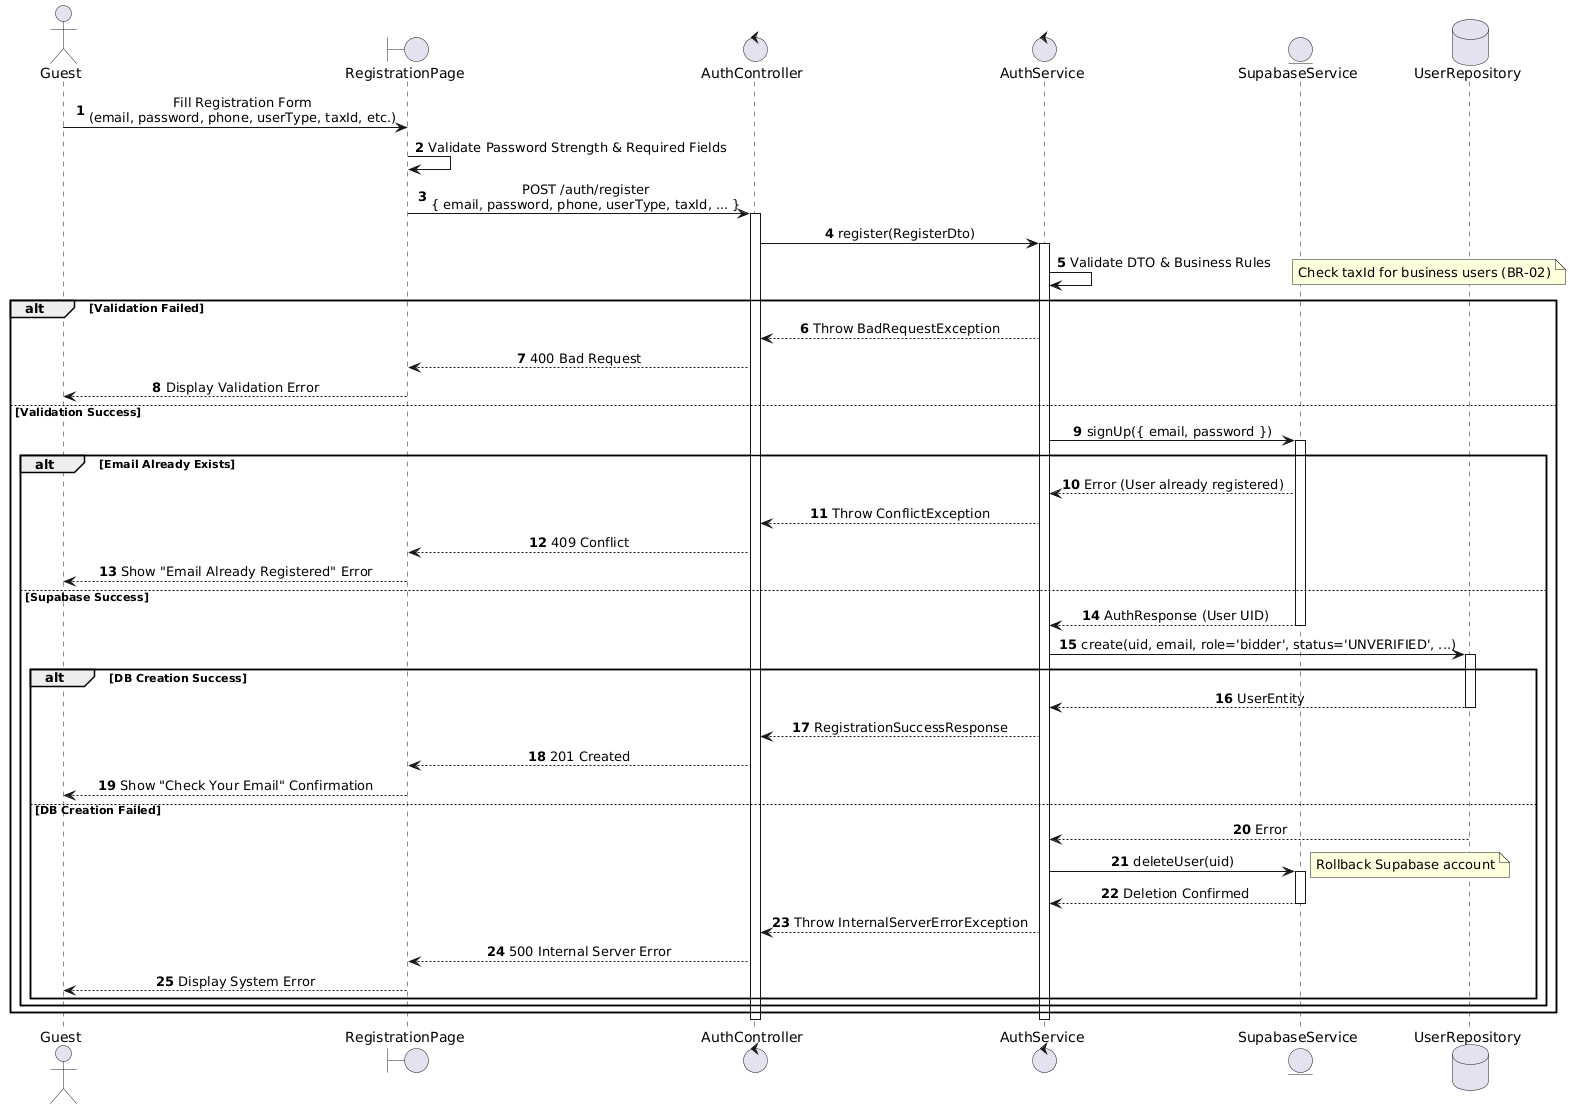 Guest
RegistrationPage
AuthController
AuthService
SupabaseService
UserRepository
1 Fill Registration Form
(email, password, phone, userType, taxId, etc.)
2 Validate Password Strength & Required Fields
3 POST /auth/register
{ email, password, phone, userType, taxId, ... }
4 register(RegisterDto)
5 Validate DTO & Business Rules
Check taxId for business users (BR-02)
alt [Validation Failed]
6 Throw BadRequestException
7 400 Bad Request
8 Display Validation Error
[Validation Success]
9 signUp({ email, password })
alt [Email Already Exists]
10 Error (User already registered)
11 Throw ConflictException
12 409 Conflict
13 Show "Email Already Registered" Error
[Supabase Success]
14 AuthResponse (User UID)
15 create(uid, email, role='bidder', status='UNVERIFIED', ...)
alt [DB Creation Success]
16 UserEntity
17 RegistrationSuccessResponse
18 201 Created
19 Show "Check Your Email" Confirmation
[DB Creation Failed]
20 Error
21 deleteUser(uid)
Rollback Supabase account
22 Deletion Confirmed
23 Throw InternalServerErrorException
24 500 Internal Server Error
25 Display System Error
Guest
RegistrationPage
AuthController
AuthService
SupabaseService
UserRepository